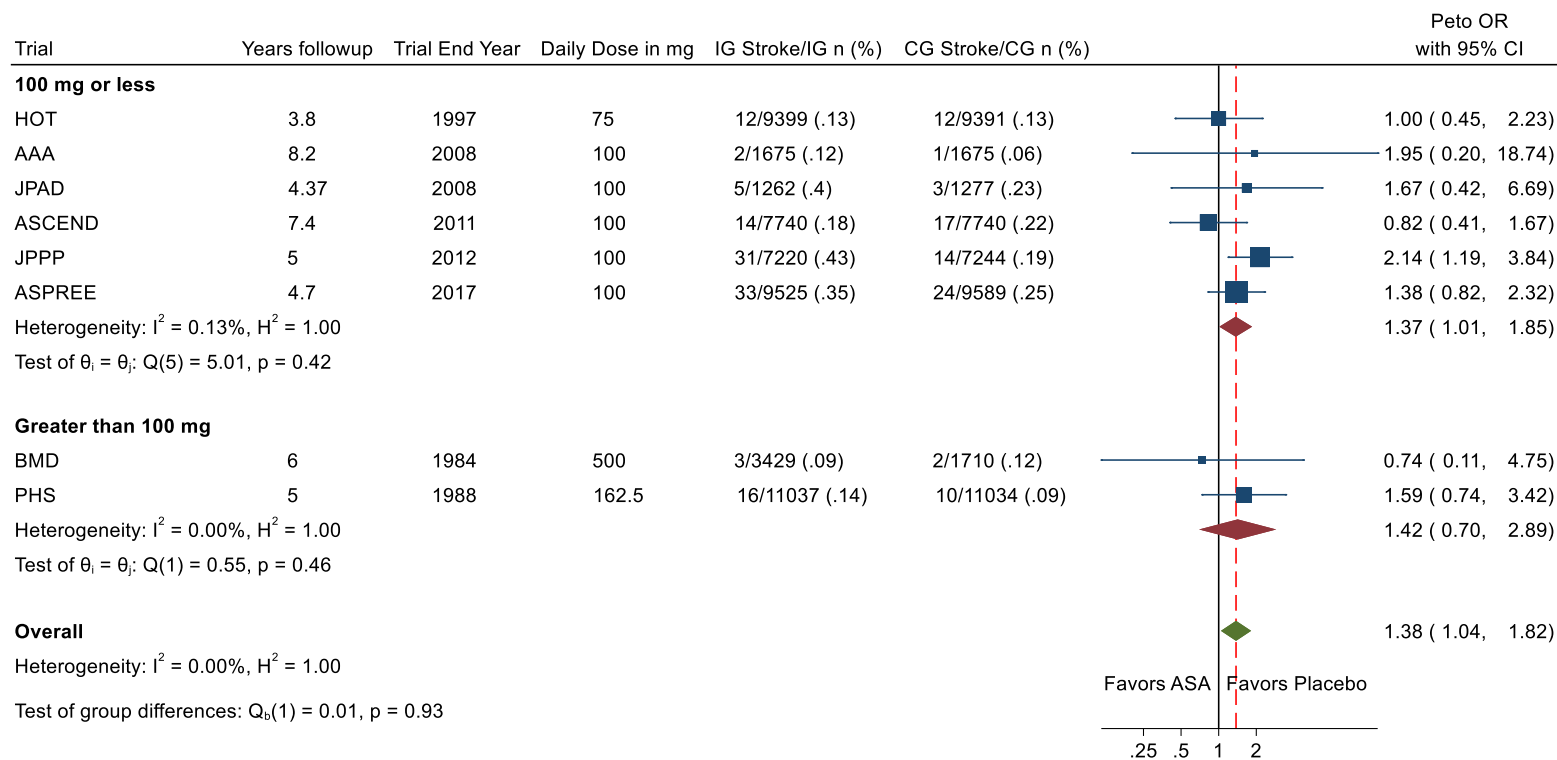 Peto OR
Trial Years followup Trial End Year Daily Dose in mg IG Stroke/IG n (%) CG Stroke/CG n (%) with 95% CI
100 mg or less
HOT 3.8 1997 75 12/9399 (.13) 12/9391 (.13) 1.00 ( 0.45, 2.23)
AAA 8.2 2008 100 2/1675 (.12) 1/1675 (.06) 1.95 ( 0.20, 18.74)
JPAD 4.37 2008 100 5/1262 (.4) 3/1277 (.23) 1.67 ( 0.42, 6.69)
ASCEND 7.4 2011 100 14/7740 (.18) 17/7740 (.22) 0.82 ( 0.41, 1.67)
JPPP 5 2012 100 31/7220 (.43) 14/7244 (.19) 2.14 ( 1.19, 3.84)
ASPREE 4.7 2017 100 33/9525 (.35) 24/9589 (.25) 1.38 ( 0.82, 2.32)
Heterogeneity: I² = 0.13%, H² = 1.00 1.37 ( 1.01, 1.85)
Test of θᵢ = θⱼ: Q(5) = 5.01, p = 0.42
Greater than 100 mg
BMD 6 1984 500 3/3429 (.09) 2/1710 (.12) 0.74 ( 0.11, 4.75)
PHS 5 1988 162.5 16/11037 (.14) 10/11034 (.09) 1.59 ( 0.74, 3.42)
Heterogeneity: I² = 0.00%, H² = 1.00 1.42 ( 0.70, 2.89)
Test of θᵢ = θⱼ: Q(1) = 0.55, p = 0.46
Overall 1.38 ( 1.04, 1.82)
Heterogeneity: I² = 0.00%, H² = 1.00
Favors ASA Favors Placebo
Test of group differences: Q_b(1) = 0.01, p = 0.93
.25 .5 1 2